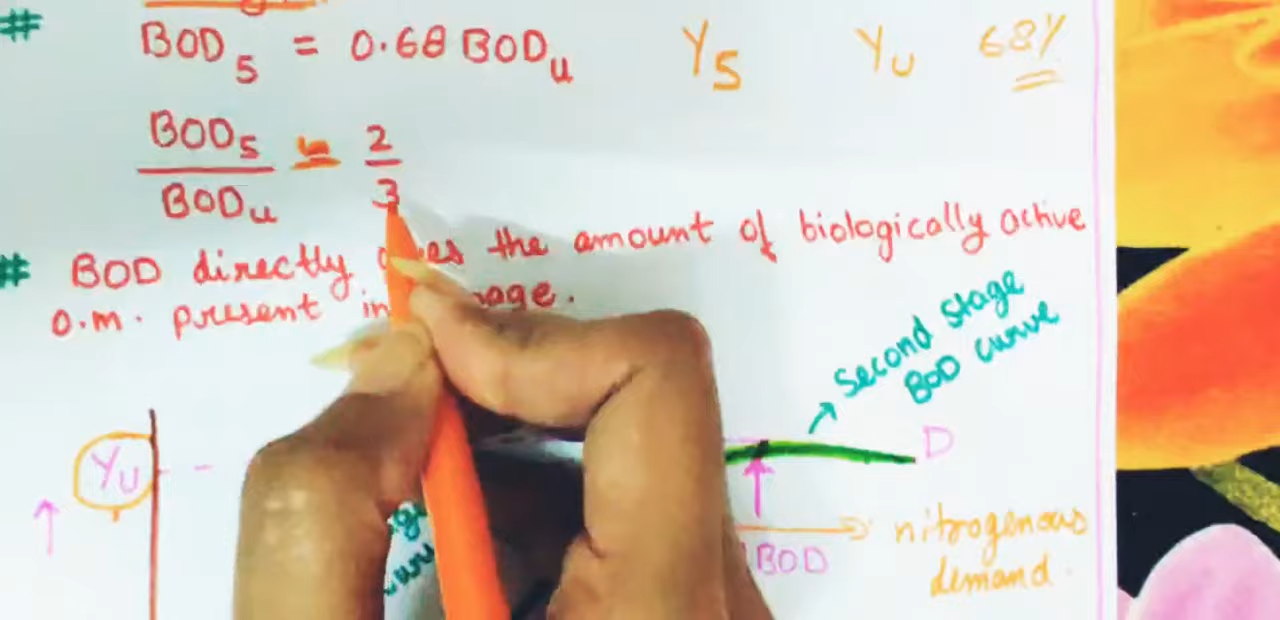 # BOD5 = 0.68 BODu Y5 Yu 68%
BOD5 / BODu ≃ 2 / 3
# BOD directly the amount of biologically active
O.M. present in
Second stage
BOD curve
Yu
D
nitrogenous
BOD demand.